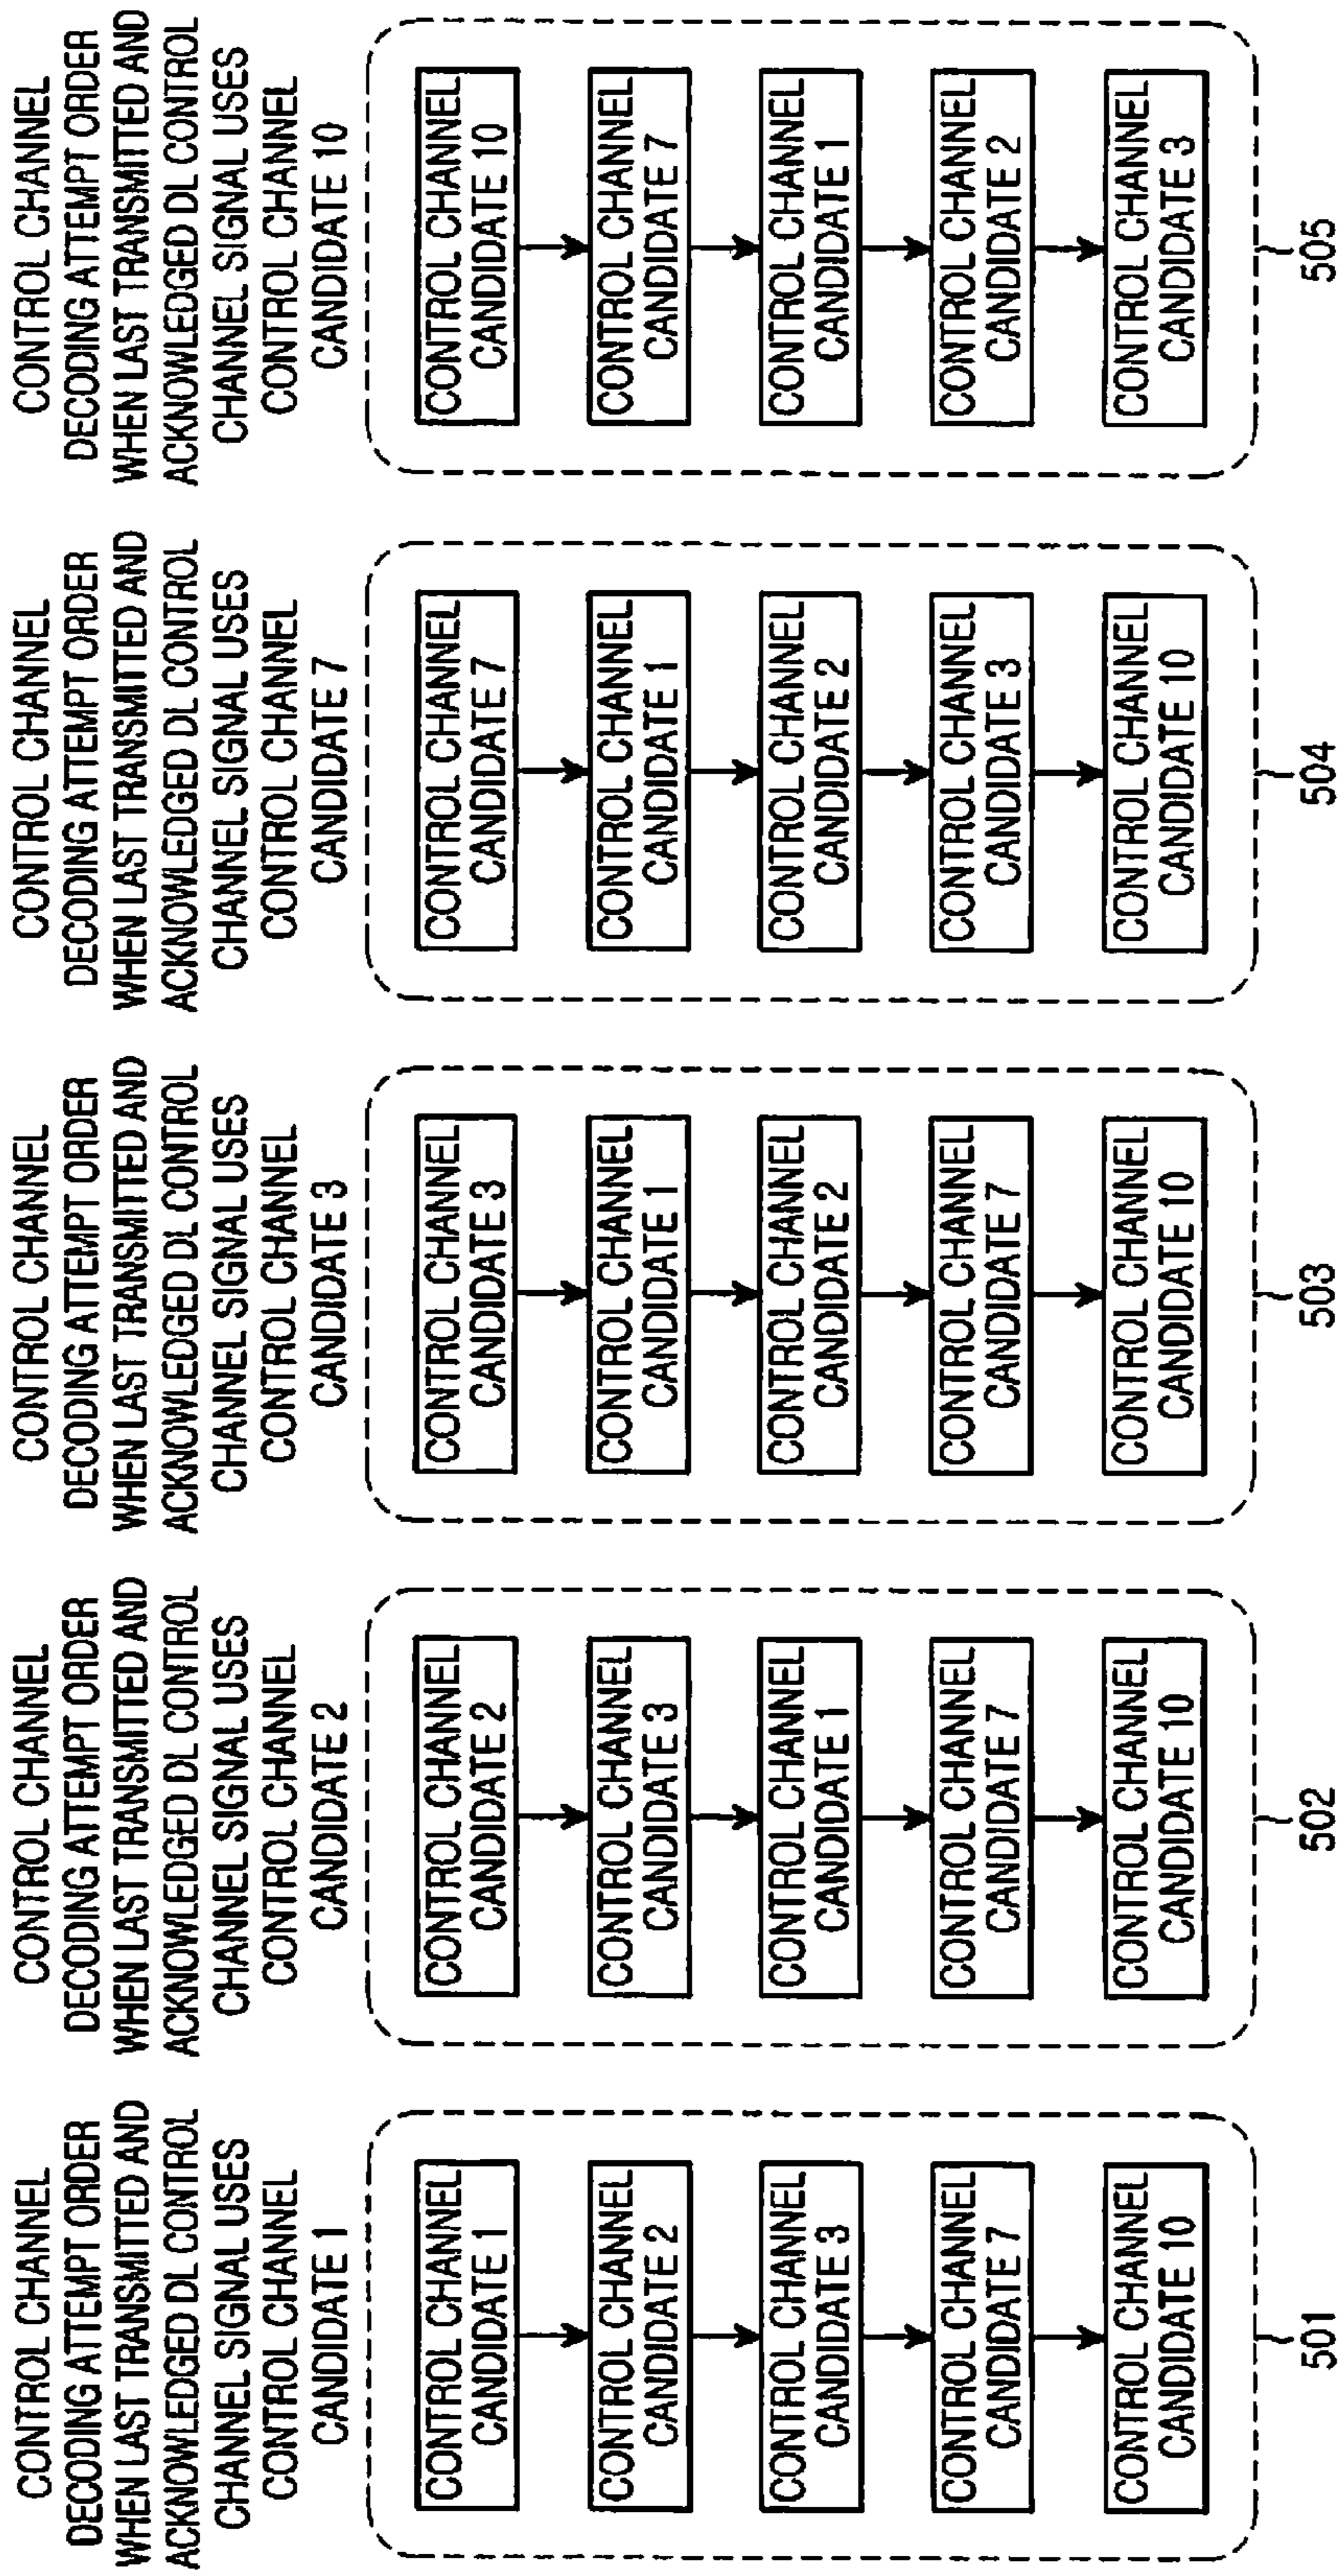 CONTROL CHANNEL
DECODING ATTEMPT ORDER
WHEN LAST TRANSMITTED AND
ACKNOWLEDGED DL CONTROL
CHANNEL SIGNAL USES
CONTROL CHANNEL
CANDIDATE 1
CONTROL CHANNEL
CANDIDATE 1
CONTROL CHANNEL
CANDIDATE 2
CONTROL CHANNEL
CANDIDATE 3
CONTROL CHANNEL
CANDIDATE 7
CONTROL CHANNEL
CANDIDATE 10
501
CONTROL CHANNEL
DECODING ATTEMPT ORDER
WHEN LAST TRANSMITTED AND
ACKNOWLEDGED DL CONTROL
CHANNEL SIGNAL USES
CONTROL CHANNEL
CANDIDATE 2
CONTROL CHANNEL
CANDIDATE 2
CONTROL CHANNEL
CANDIDATE 3
CONTROL CHANNEL
CANDIDATE 1
CONTROL CHANNEL
CANDIDATE 7
CONTROL CHANNEL
CANDIDATE 10
502
CONTROL CHANNEL
DECODING ATTEMPT ORDER
WHEN LAST TRANSMITTED AND
ACKNOWLEDGED DL CONTROL
CHANNEL SIGNAL USES
CONTROL CHANNEL
CANDIDATE 3
CONTROL CHANNEL
CANDIDATE 3
CONTROL CHANNEL
CANDIDATE 1
CONTROL CHANNEL
CANDIDATE 2
CONTROL CHANNEL
CANDIDATE 7
CONTROL CHANNEL
CANDIDATE 10
503
CONTROL CHANNEL
DECODING ATTEMPT ORDER
WHEN LAST TRANSMITTED AND
ACKNOWLEDGED DL CONTROL
CHANNEL SIGNAL USES
CONTROL CHANNEL
CANDIDATE 7
CONTROL CHANNEL
CANDIDATE 7
CONTROL CHANNEL
CANDIDATE 1
CONTROL CHANNEL
CANDIDATE 2
CONTROL CHANNEL
CANDIDATE 3
CONTROL CHANNEL
CANDIDATE 10
504
CONTROL CHANNEL
DECODING ATTEMPT ORDER
WHEN LAST TRANSMITTED AND
ACKNOWLEDGED DL CONTROL
CHANNEL SIGNAL USES
CONTROL CHANNEL
CANDIDATE 10
CONTROL CHANNEL
CANDIDATE 10
CONTROL CHANNEL
CANDIDATE 7
CONTROL CHANNEL
CANDIDATE 1
CONTROL CHANNEL
CANDIDATE 2
CONTROL CHANNEL
CANDIDATE 3
505